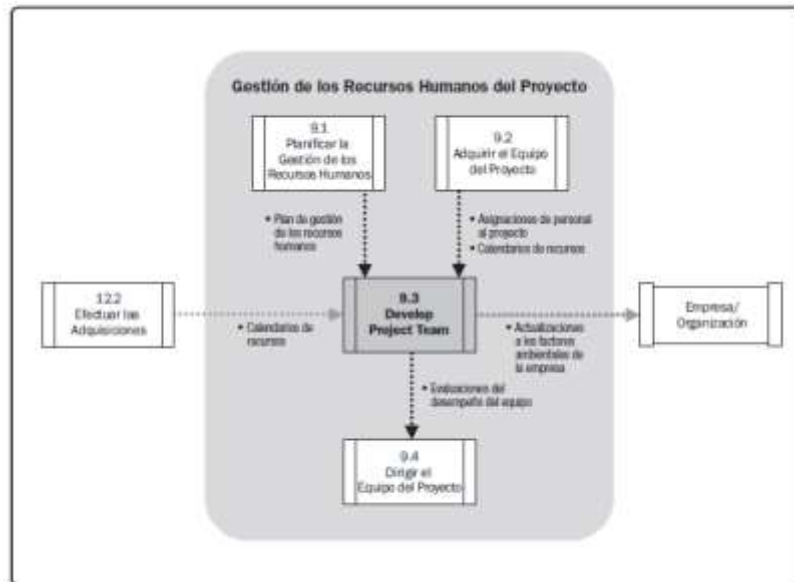 Gestión de los Recursos Humanos del Proyecto
9.1
Planificar la
Gestión de los
Recursos Humanos
9.2
Adquirir el Equipo
del Proyecto
• Plan de gestión
de los recursos
humanos
• Asignaciones de personal
al proyecto
• Calendarios de recursos
12.2
Efectuar las
Adquisiciones
• Calendarios de
recursos
9.3
Develop
Project Team
• Actualizaciones
a los factores
ambientales de
la empresa
Empresa/
Organización
• Evaluaciones del
desempeño del equipo
9.4
Dirigir el
Equipo del Proyecto